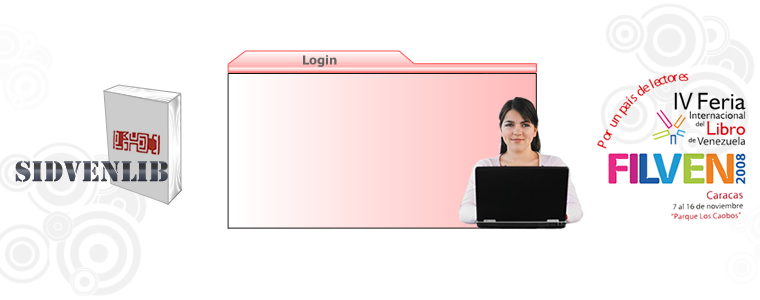 Login
SIDVENLIB
Por un país de lectores
IV Feria
Internacional
del Libro
de Venezuela
FILVEN 2008
Caracas
7 al 16 de noviembre
"Parque Los Caobos"